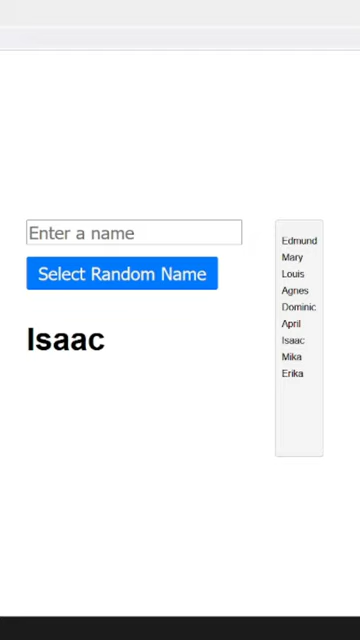 Enter a name
Select Random Name
Isaac
Edmund
Mary
Louis
Agnes
Dominic
April
Isaac
Mika
Erika